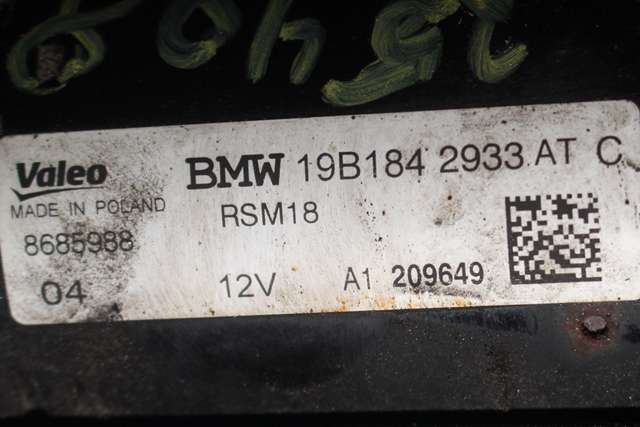 Valeo BMW 19B184 2933 AT C
MADE IN POLAND RSM18
8685988
04 12V A1 209649